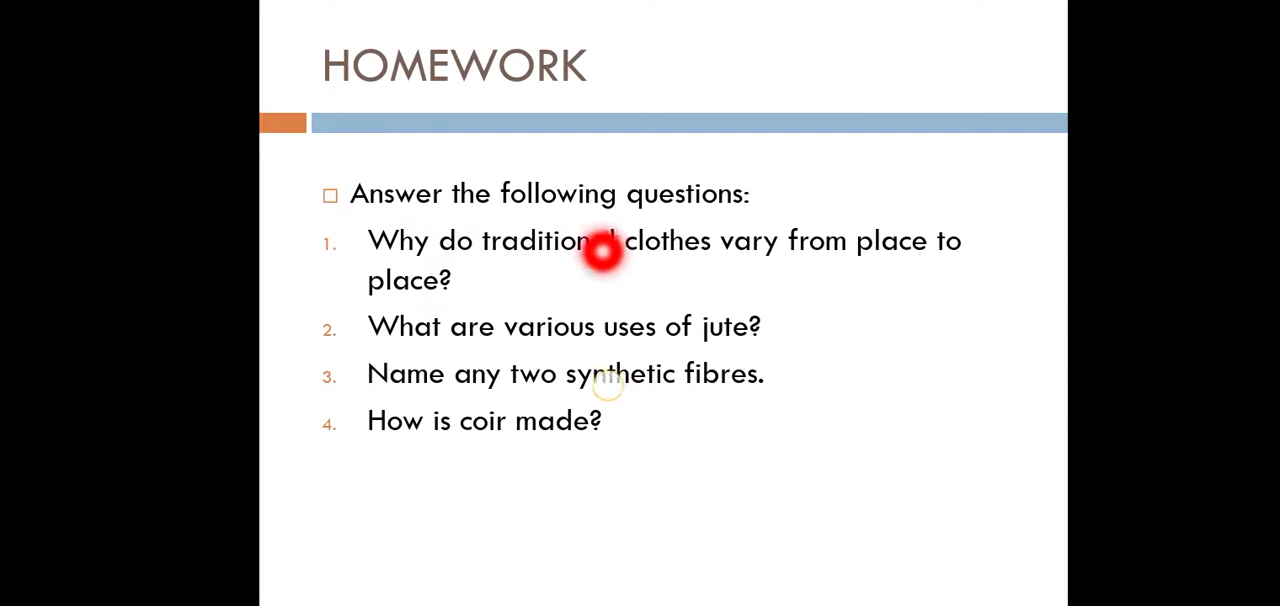 HOMEWORK
Answer the following questions:
1. Why do traditional clothes vary from place to
place?
2. What are various uses of jute?
3. Name any two synthetic fibres.
4. How is coir made?